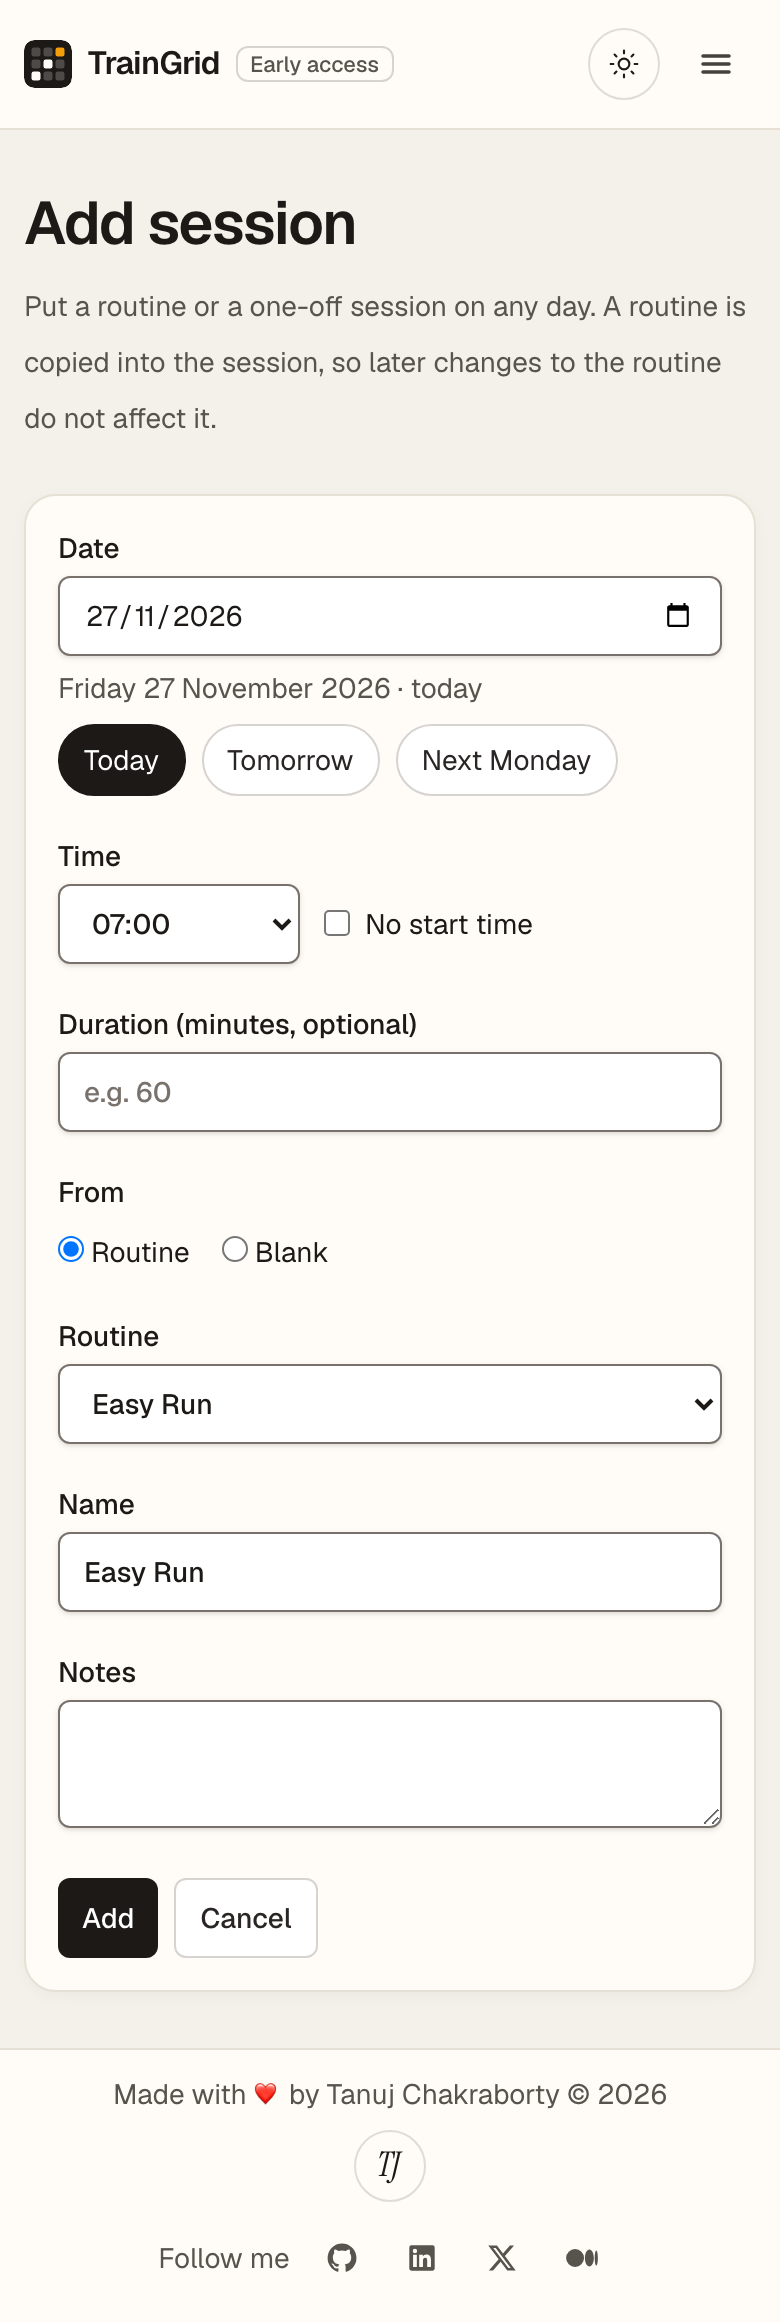 TrainGrid
Early access
Add session
Put a routine or a one-off session on any day. A routine is
copied into the session, so later changes to the routine
do not affect it.
Date
27/11/2026
Friday 27 November 2026 · today
Today
Tomorrow
Next Monday
Time
07:00
No start time
Duration (minutes, optional)
e.g. 60
From
Routine
Blank
Routine
Easy Run
Name
Easy Run
Notes
Add
Cancel
Made with ❤️ by Tanuj Chakraborty © 2026
TJ
Follow me